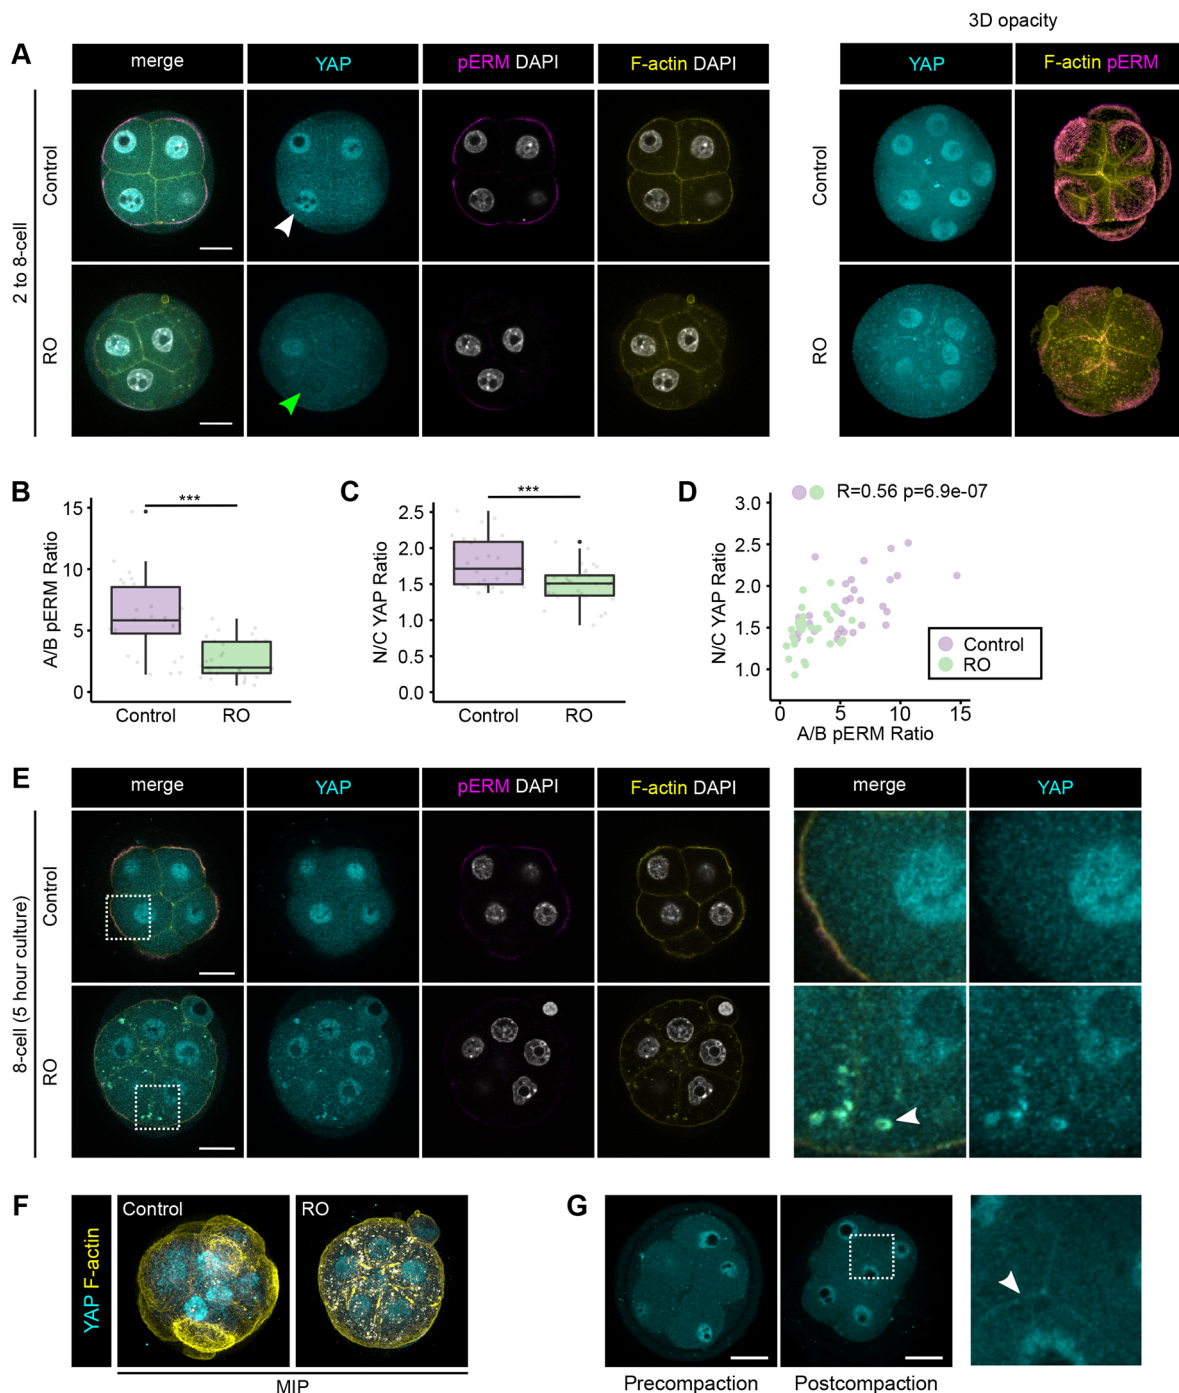 3D opacity
A
merge
YAP
pERM DAPI
F-actin DAPI
YAP
F-actin pERM
2 to 8-cell
Control
RO
Control
RO
B
A/B pERM Ratio
15
10
5
0
***
Control
RO
C
N/C YAP Ratio
2.5
2.0
1.5
1.0
0.5
0.0
***
Control
RO
D
N/C YAP Ratio
3.0
2.5
2.0
1.5
1.0
R=0.56 p=6.9e-07
Control
RO
0
5
10
15
A/B pERM Ratio
E
merge
YAP
pERM DAPI
F-actin DAPI
merge
YAP
8-cell (5 hour culture)
Control
RO
F
YAP F-actin
Control
RO
MIP
G
Precompaction
Postcompaction